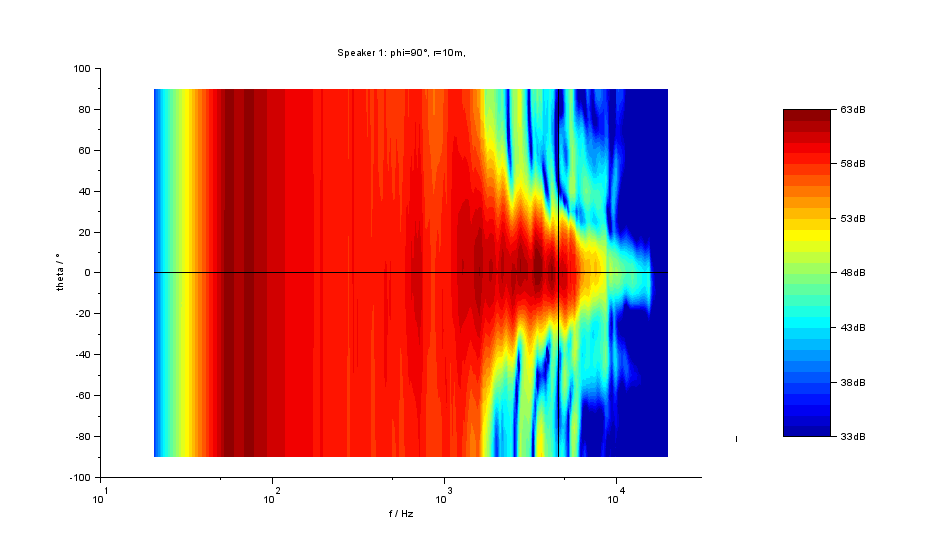 Speaker 1: phi=90°, r=10m,
100
80
60
40
20
0
-20
-40
-60
-80
-100
theta / °
10 1
10 2
10 3
10 4
f / Hz
63dB
58dB
53dB
48dB
43dB
38dB
33dB